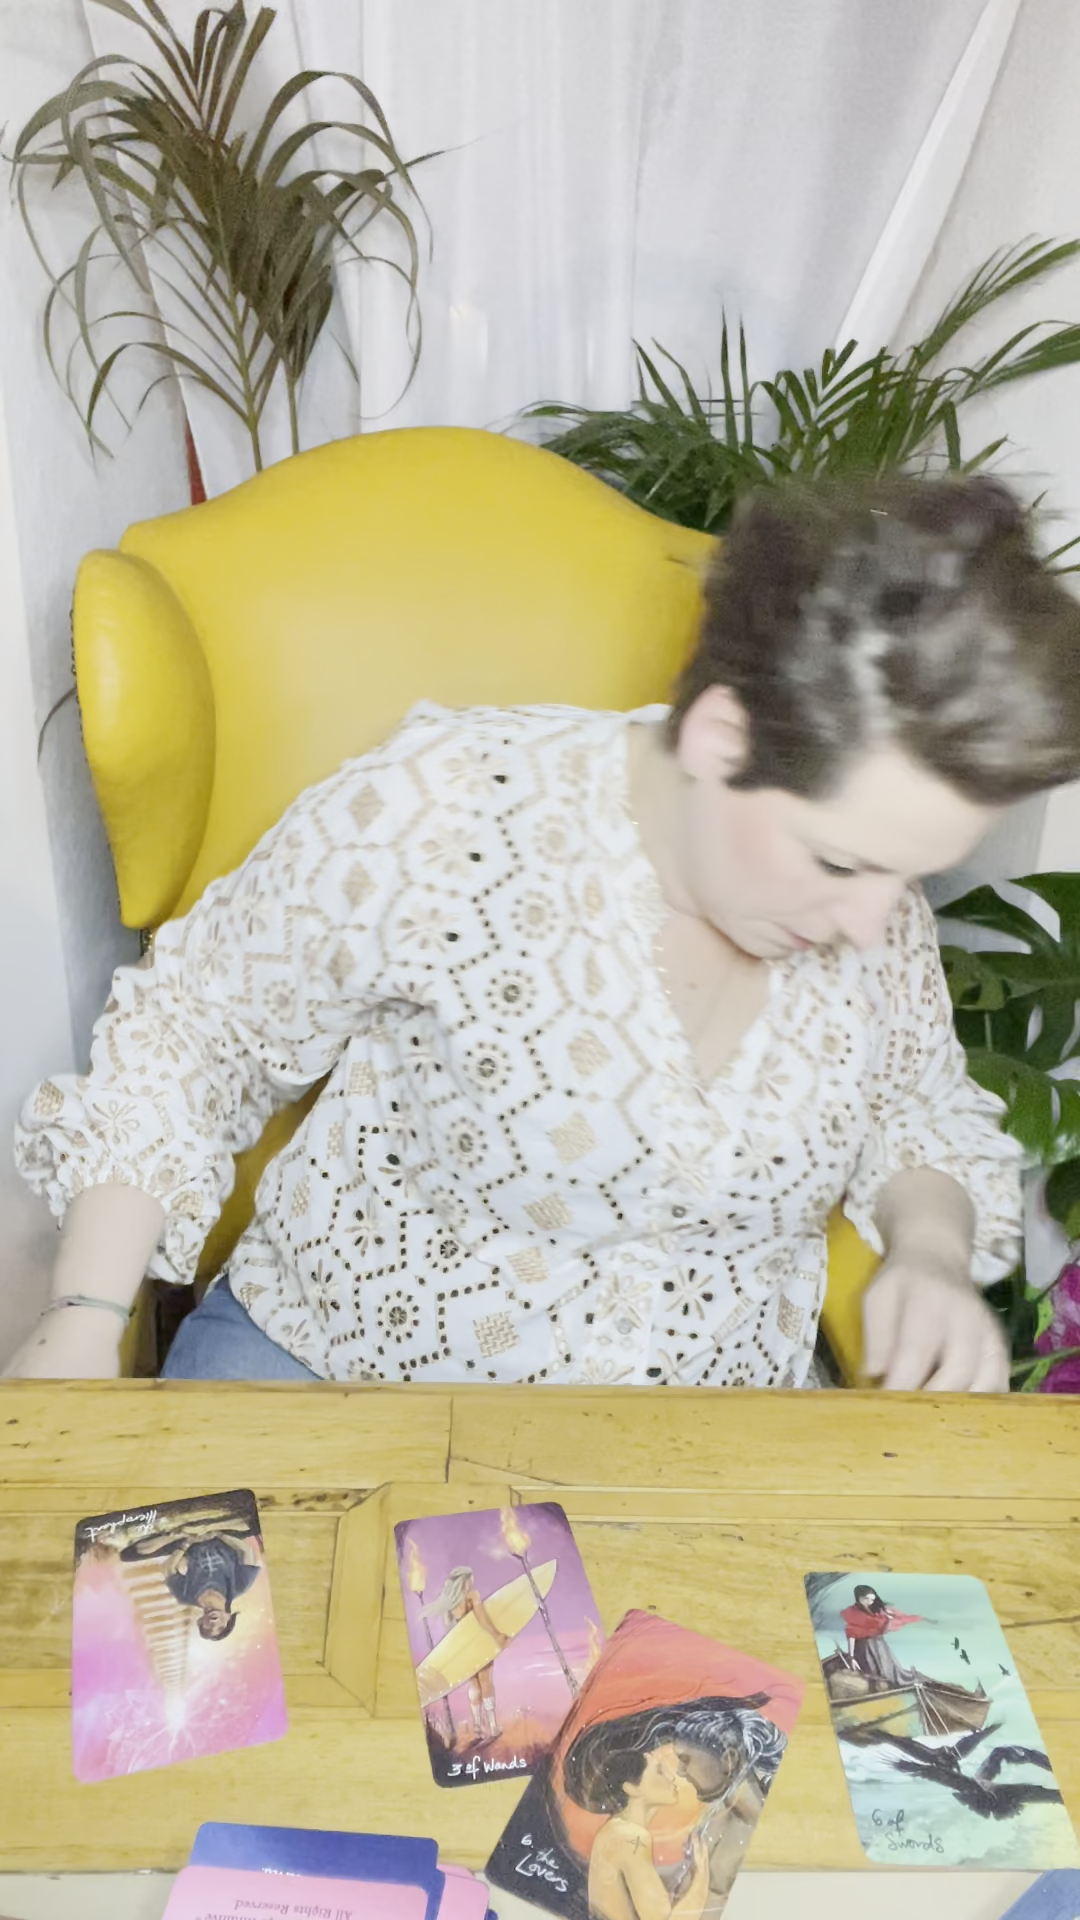 the
Hierophant
3 of Wands
6.
the
Lovers
6 of
Swords
All Rights Reserved.